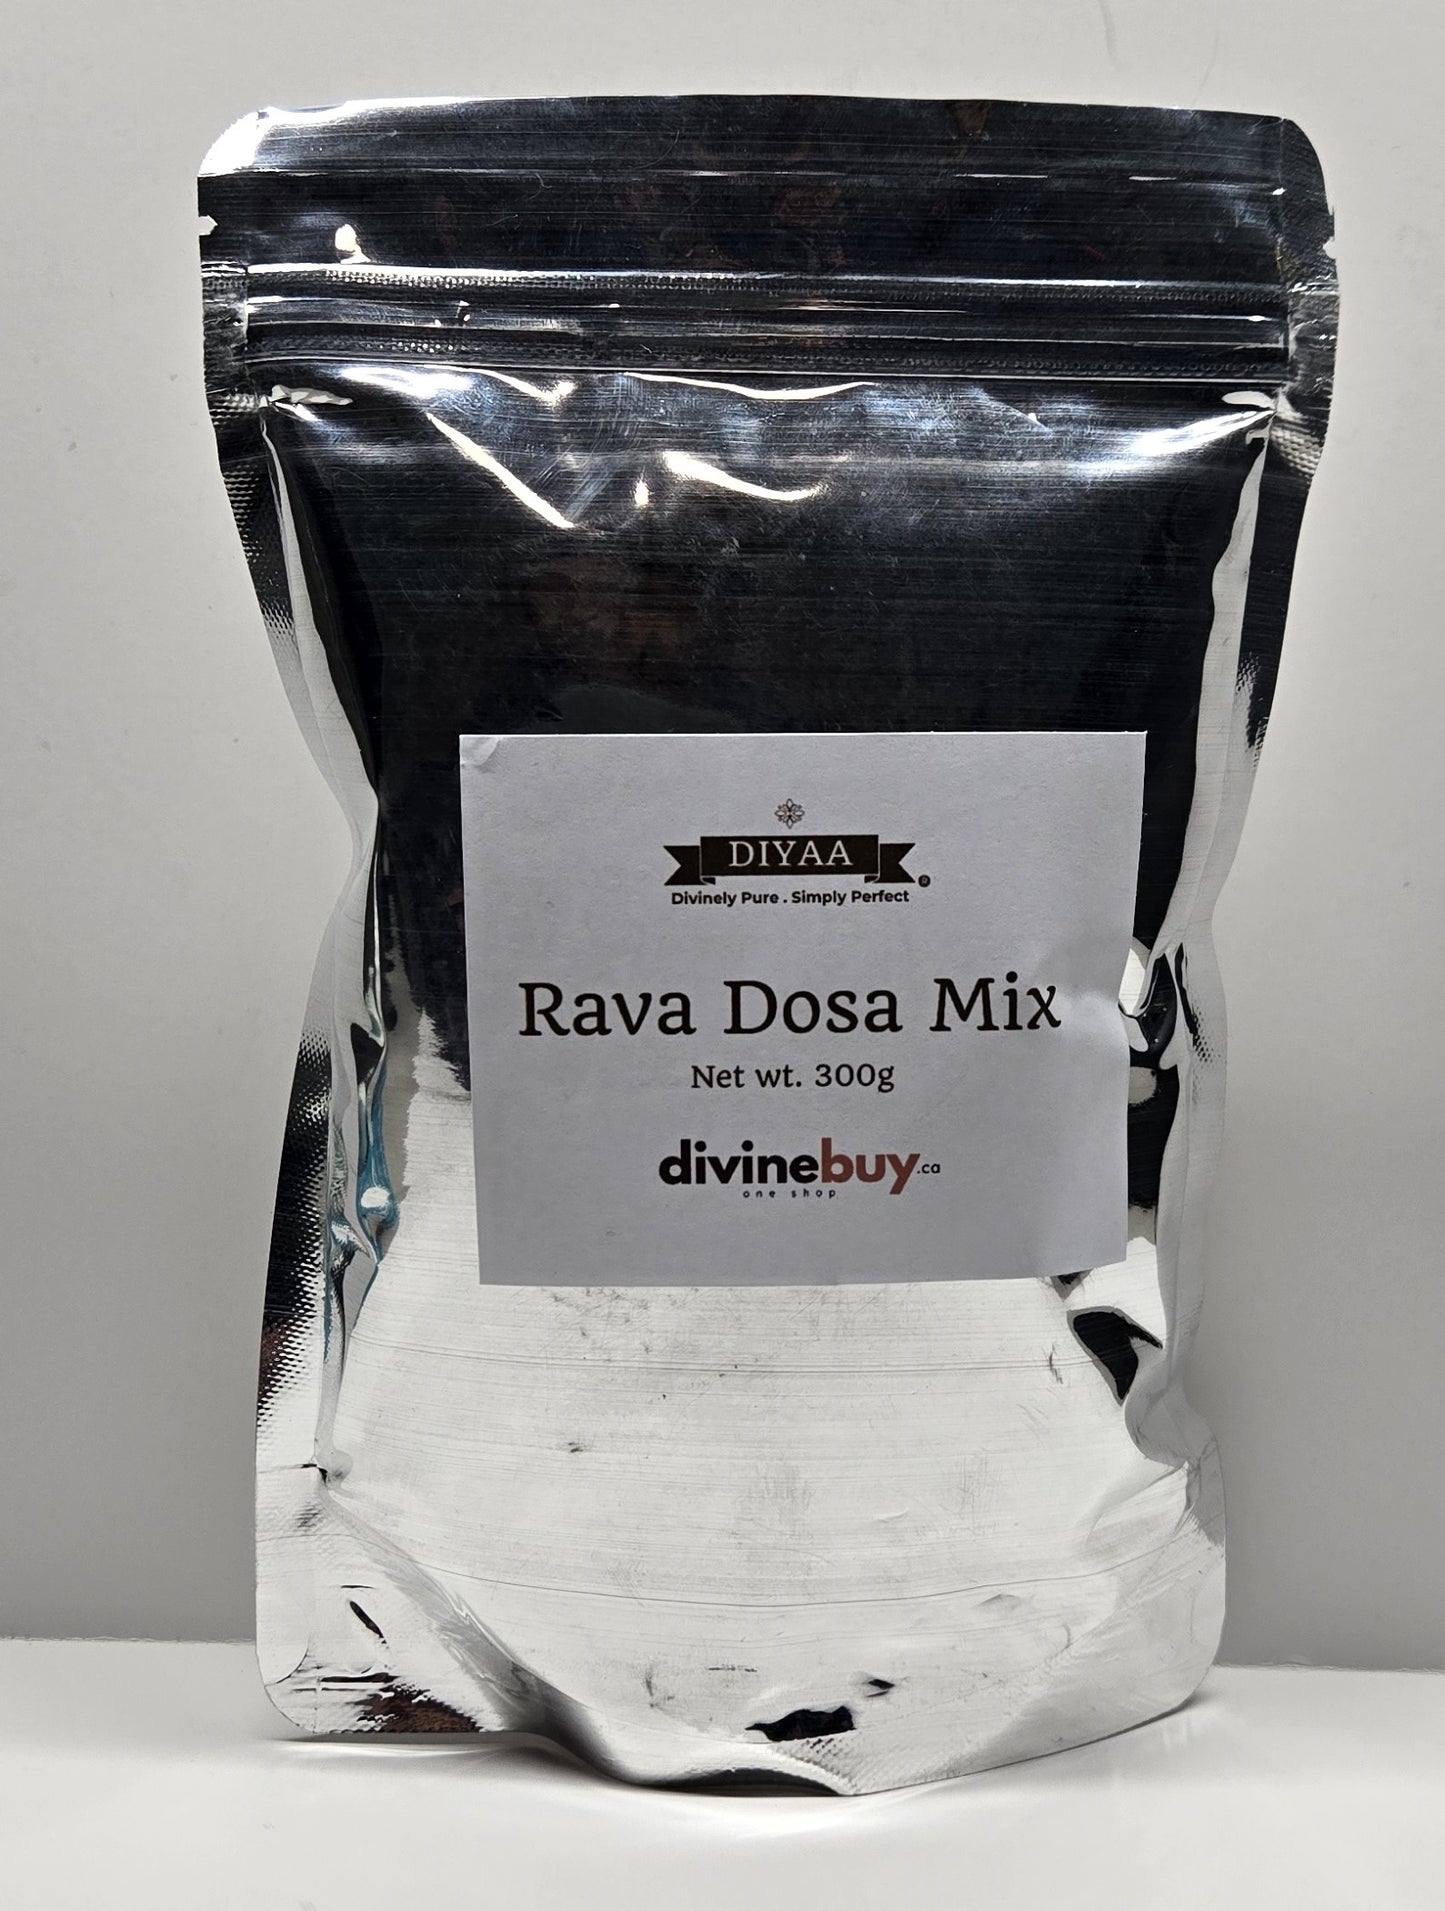 DIYAA
Divinely Pure . Simply Perfect
Rava Dosa Mix
Net wt. 300g
divinebuy.ca
one shop